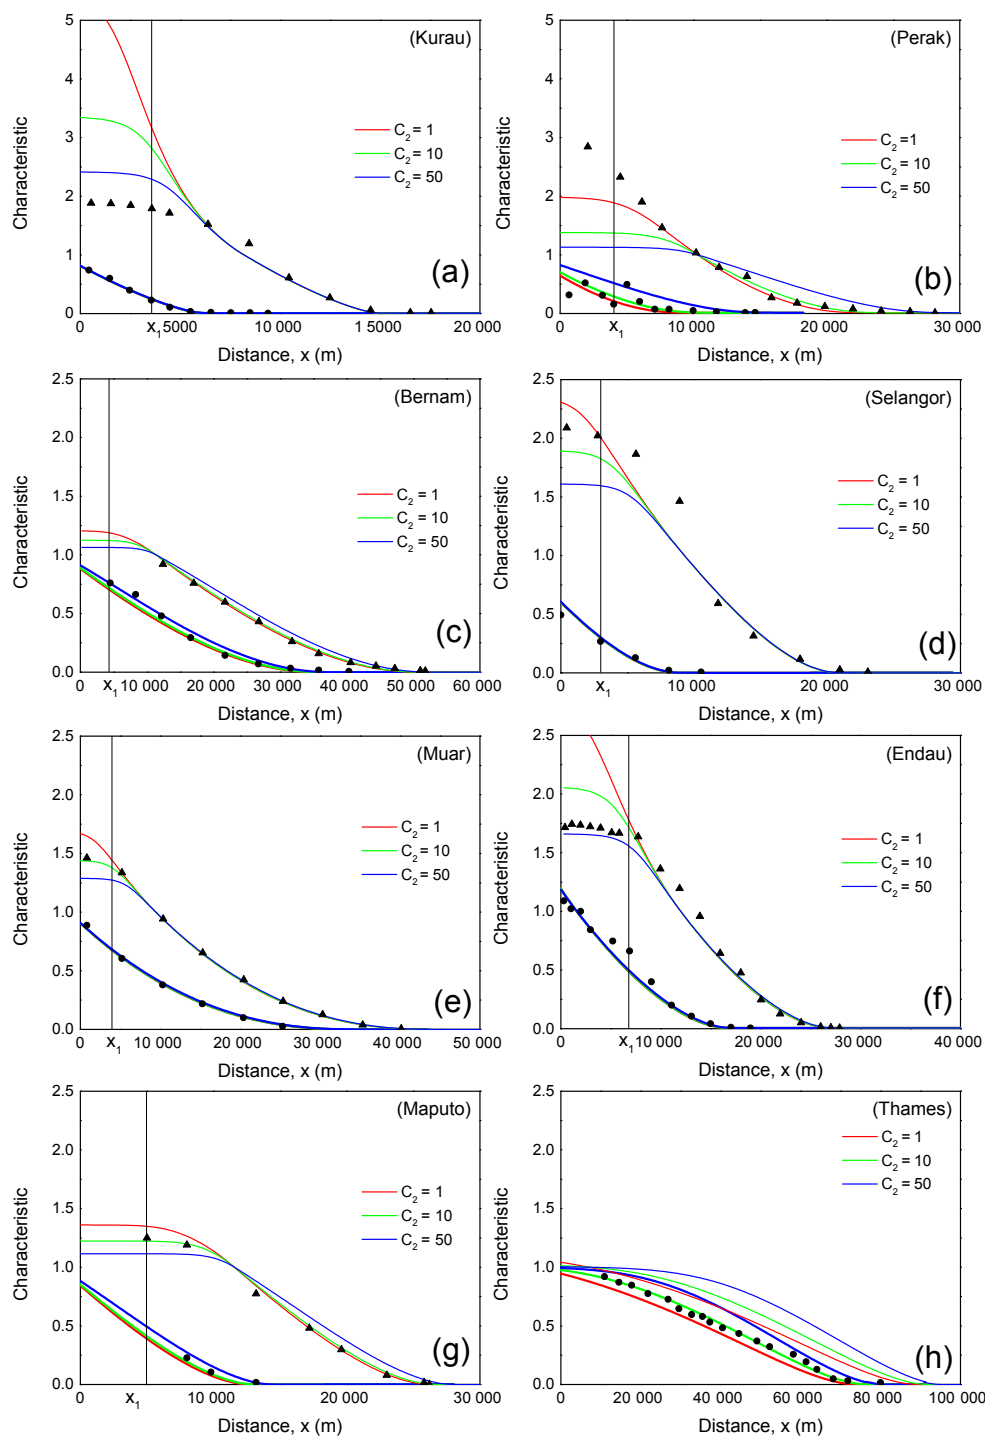 5
(Kurau)
4
3
C2 = 1
C2 = 10
C2 = 50
2
1
(a)
0
0
x1
5000
10 000
15000
20 000
Characteristic
Distance, x (m)
5
(Perak)
4
3
C2 =1
C2 = 10
C2 = 50
2
1
(b)
0
0
x1
10 000
20 000
30 000
Characteristic
Distance, x (m)
2.5
(Bernam)
2.0
1.5
C2 = 1
C2 = 10
C2 = 50
1.0
0.5
(c)
0.0
0
x1
10 000
20 000
30 000
40 000
50 000
60 000
Characteristic
Distance, x (m)
2.5
(Selangor)
2.0
C2 = 1
C2 = 10
C2 = 50
1.5
1.0
0.5
(d)
0.0
0
x1
10 000
20 000
30 000
Characteristic
Distance, x (m)
2.5
(Muar)
2.0
C2 = 1
C2 = 10
C2 = 50
1.5
1.0
0.5
(e)
0.0
0
x1
10 000
20 000
30 000
40 000
50 000
Characteristic
Distance, x (m)
2.5
(Endau)
2.0
C2 = 1
C2 = 10
C2 = 50
1.5
1.0
0.5
(f)
0.0
0
x1
10 000
20 000
30 000
40 000
Characteristic
Distance, x (m)
2.5
(Maputo)
2.0
C2 = 1
C2 = 10
C2 = 50
1.5
1.0
0.5
(g)
0.0
0
x1
10 000
20 000
30 000
Characteristic
Distance, x (m)
2.5
(Thames)
C2 = 1
C2 = 10
C2 = 50
2.0
1.5
1.0
0.5
(h)
0.0
0
20 000
40 000
60 000
80 000
100 000
Characteristic
Distance, x (m)